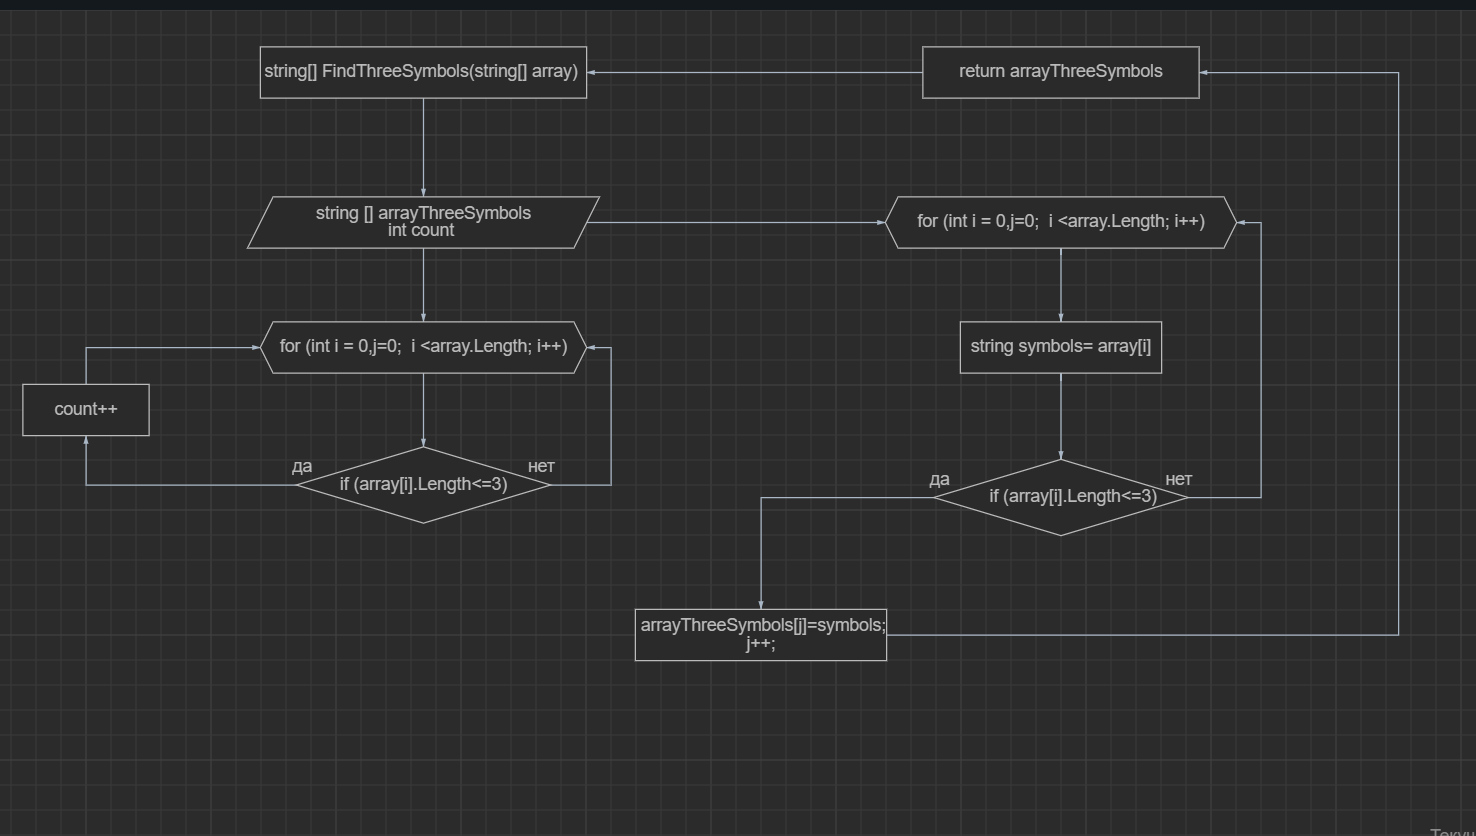 string[] FindThreeSymbols(string[] array)
return arrayThreeSymbols
string [] arrayThreeSymbols
int count
for (int i = 0,j=0;  i <array.Length; i++)
for (int i = 0,j=0;  i <array.Length; i++)
string symbols= array[i]
count++
да
нет
if (array[i].Length<=3)
да
нет
if (array[i].Length<=3)
arrayThreeSymbols[j]=symbols;
j++;